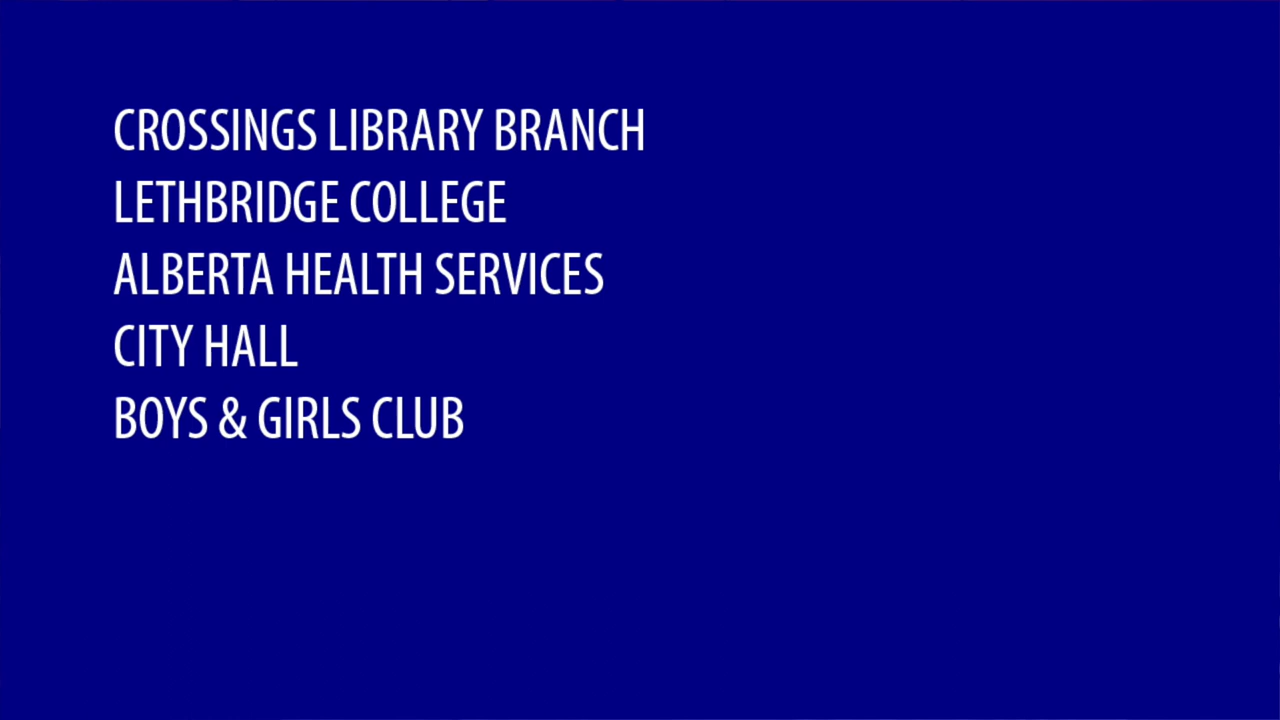 CROSSINGS LIBRARY BRANCH
LETHBRIDGE COLLEGE
ALBERTA HEALTH SERVICES
CITY HALL
BOYS & GIRLS CLUB